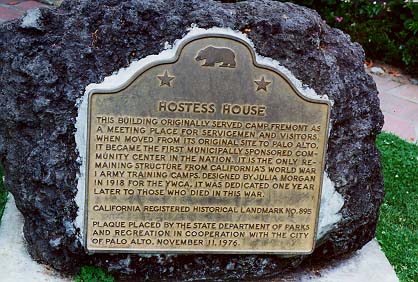 HOSTESS HOUSE
THIS BUILDING ORIGINALLY SERVED CAMP FREMONT AS
A MEETING PLACE FOR SERVICEMEN AND VISITORS.
WHEN MOVED FROM ITS ORIGINAL SITE TO PALO ALTO,
IT BECAME THE FIRST MUNICIPALLY SPONSORED COM-
MUNITY CENTER IN THE NATION. IT IS THE ONLY RE-
MAINING STRUCTURE FROM CALIFORNIA'S WORLD WAR
I ARMY TRAINING CAMPS. DESIGNED BY JULIA MORGAN
IN 1918 FOR THE YWCA, IT WAS DEDICATED ONE YEAR
LATER TO THOSE WHO DIED IN THIS WAR.
CALIFORNIA REGISTERED HISTORICAL LANDMARK NO. 895
PLAQUE PLACED BY THE STATE DEPARTMENT OF PARKS
AND RECREATION IN COOPERATION WITH THE CITY
OF PALO ALTO, NOVEMBER 11, 1976.